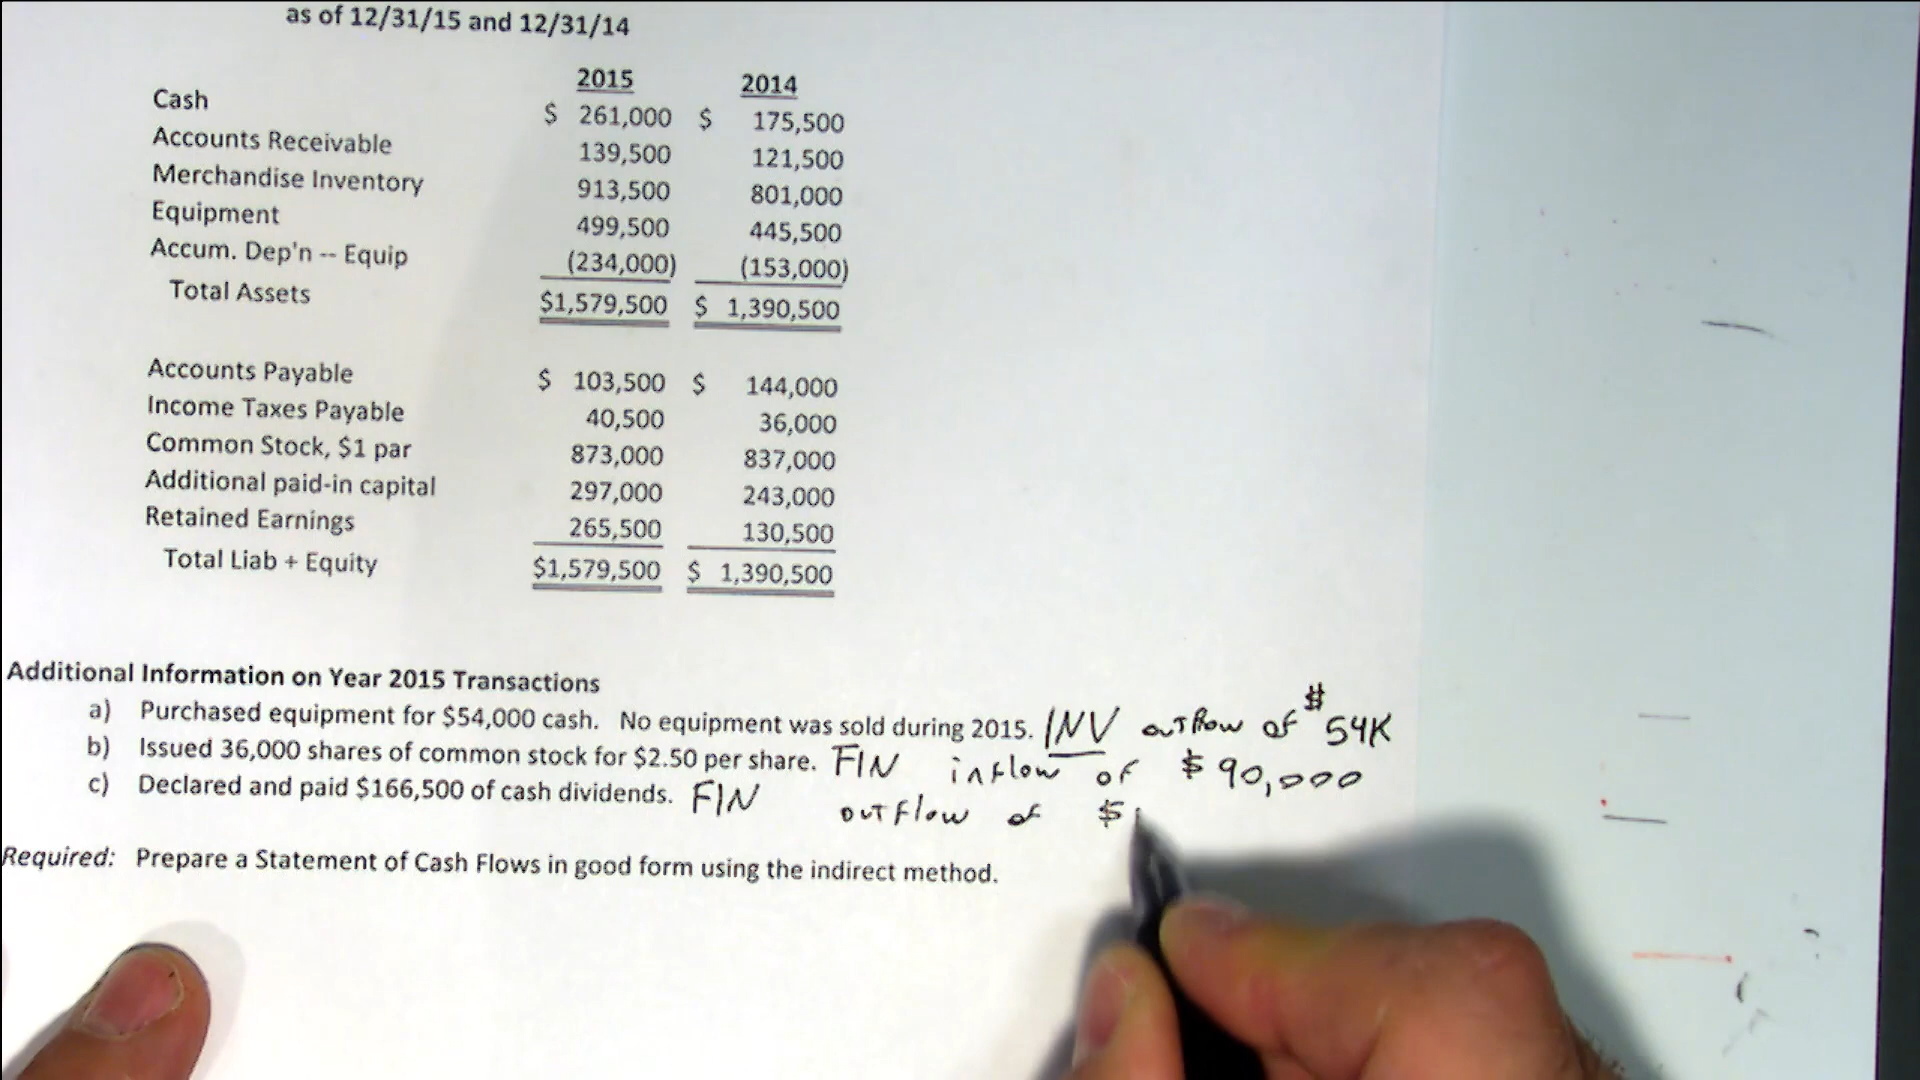 as of 12/31/15 and 12/31/14
2015 2014
Cash $ 261,000 $ 175,500
Accounts Receivable 139,500 121,500
Merchandise Inventory 913,500 801,000
Equipment 499,500 445,500
Accum. Dep'n -- Equip (234,000) (153,000)
Total Assets $1,579,500 $ 1,390,500
Accounts Payable $ 103,500 $ 144,000
Income Taxes Payable 40,500 36,000
Common Stock, $1 par 873,000 837,000
Additional paid-in capital 297,000 243,000
Retained Earnings 265,500 130,500
Total Liab + Equity $1,579,500 $ 1,390,500
Additional Information on Year 2015 Transactions
a) Purchased equipment for $54,000 cash. No equipment was sold during 2015. INV outflow of $54K
b) Issued 36,000 shares of common stock for $2.50 per share. FIN inflow of $90,000
c) Declared and paid $166,500 of cash dividends. FIN outflow of $1
Required: Prepare a Statement of Cash Flows in good form using the indirect method.